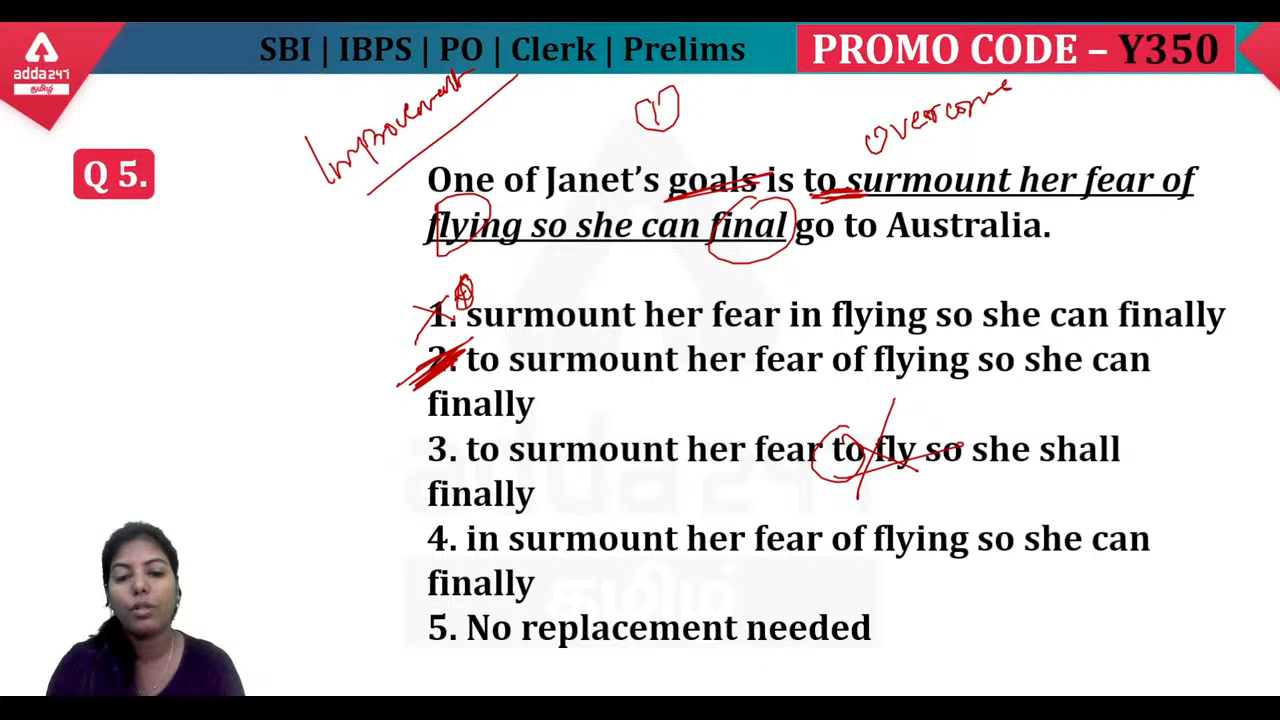 SBI | IBPS | PO | Clerk | Prelims
PROMO CODE – Y350
adda247
தமிழ்
Improvement
1
overcome
Q 5.
One of Janet's goals is to surmount her fear of
flying so she can final go to Australia.
1. surmount her fear in flying so she can finally
2. to surmount her fear of flying so she can
finally
3. to surmount her fear to fly so she shall
finally
4. in surmount her fear of flying so she can
finally
5. No replacement needed
adda247
தமிழ்